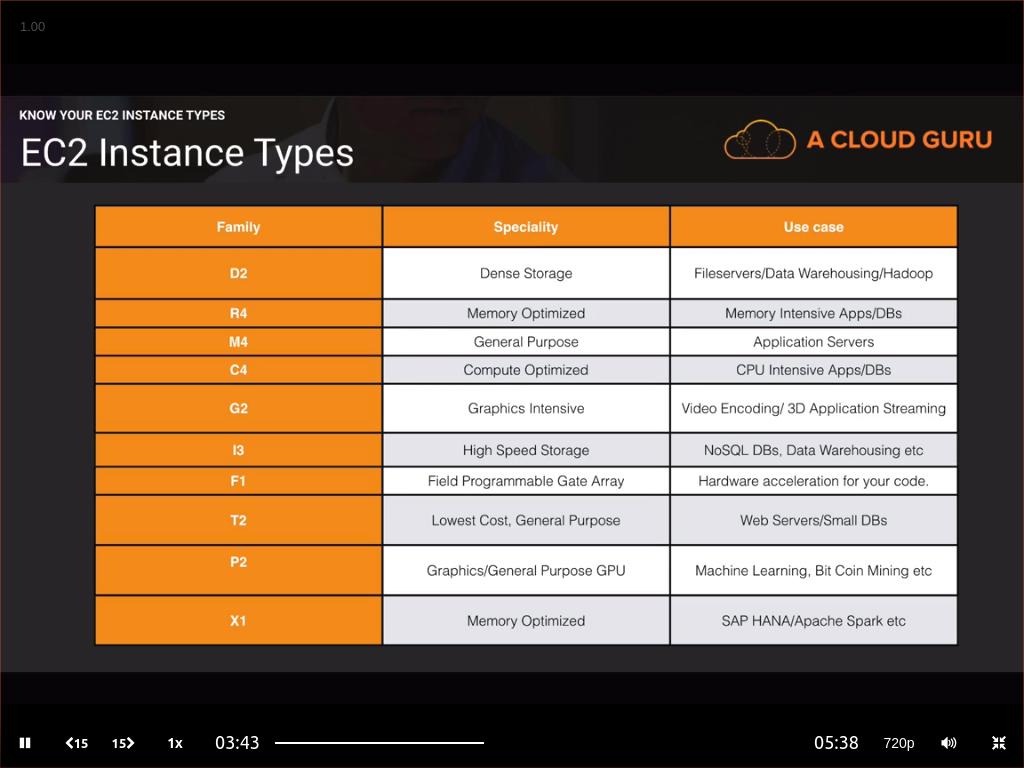 1.00
KNOW YOUR EC2 INSTANCE TYPES
EC2 Instance Types
A CLOUD GURU
Family Speciality Use case
D2 Dense Storage Fileservers/Data Warehousing/Hadoop
R4 Memory Optimized Memory Intensive Apps/DBs
M4 General Purpose Application Servers
C4 Compute Optimized CPU Intensive Apps/DBs
G2 Graphics Intensive Video Encoding/ 3D Application Streaming
I3 High Speed Storage NoSQL DBs, Data Warehousing etc
F1 Field Programmable Gate Array Hardware acceleration for your code.
T2 Lowest Cost, General Purpose Web Servers/Small DBs
P2 Graphics/General Purpose GPU Machine Learning, Bit Coin Mining etc
X1 Memory Optimized SAP HANA/Apache Spark etc
15 15 1x 03:43 05:38 720p